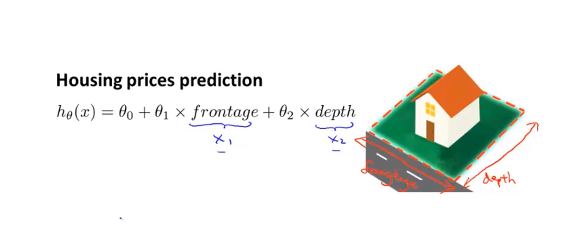 Housing prices prediction
hθ(x) = θ0 + θ1 × frontage + θ2 × depth
x1 x2
frontage depth